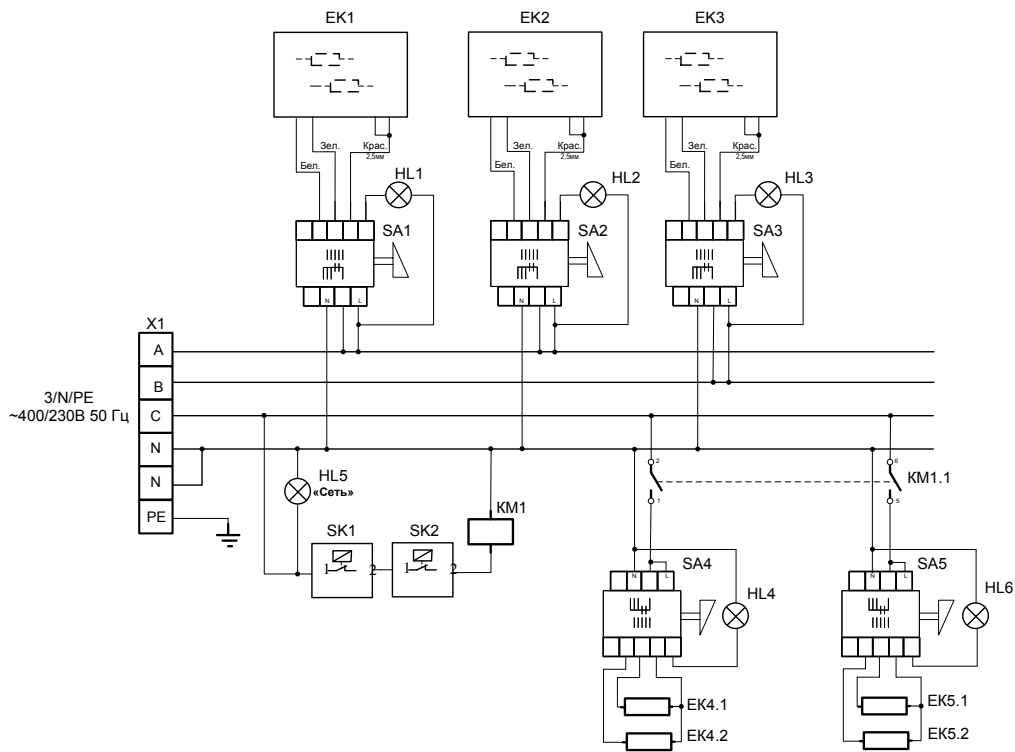 EK1
EK2
EK3
Зел.
Крас.
2,5мм
Бел.
Зел.
Крас.
2,5мм
Бел.
Зел.
Крас.
2,5мм
Бел.
HL1
HL2
HL3
SA1
SA2
SA3
N
L
N
L
N
L
X1
A
B
C
N
N
PE
3/N/PE
~400/230В 50 Гц
HL5
«Сеть»
КМ1
SK1
SK2
1
2
1
2
2
1
6
5
КМ1.1
N
L
SA4
N
L
SA5
HL4
HL6
EK4.1
EK4.2
EK5.1
EK5.2